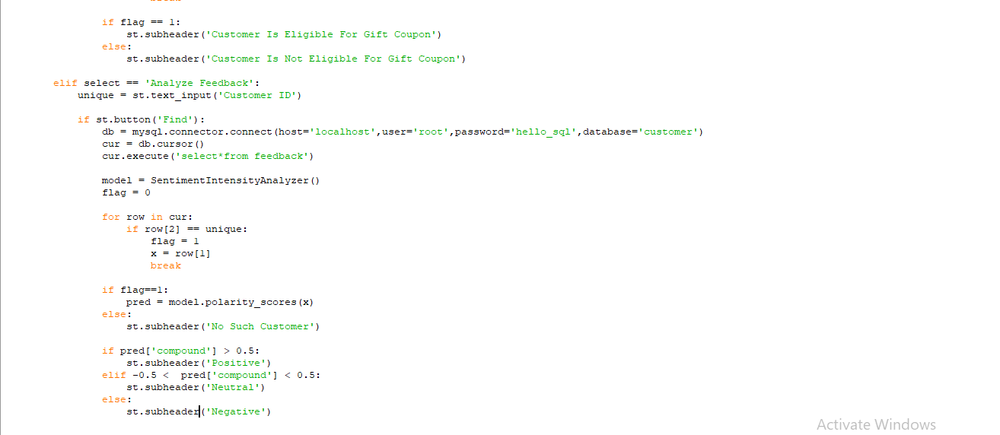 if flag == 1:
st.subheader('Customer Is Eligible For Gift Coupon')
else:
st.subheader('Customer Is Not Eligible For Gift Coupon')
elif select == 'Analyze Feedback':
unique = st.text_input('Customer ID')
if st.button('Find'):
db = mysql.connector.connect(host='localhost',user='root',password='hello_sql',database='customer')
cur = db.cursor()
cur.execute('select*from feedback')
model = SentimentIntensityAnalyzer()
flag = 0
for row in cur:
if row[2] == unique:
flag = 1
x = row[1]
break
if flag==1:
pred = model.polarity_scores(x)
else:
st.subheader('No Such Customer')
if pred['compound'] > 0.5:
st.subheader('Positive')
elif -0.5 <  pred['compound'] < 0.5:
st.subheader('Neutral')
else:
st.subheader('Negative')
Activate Windows